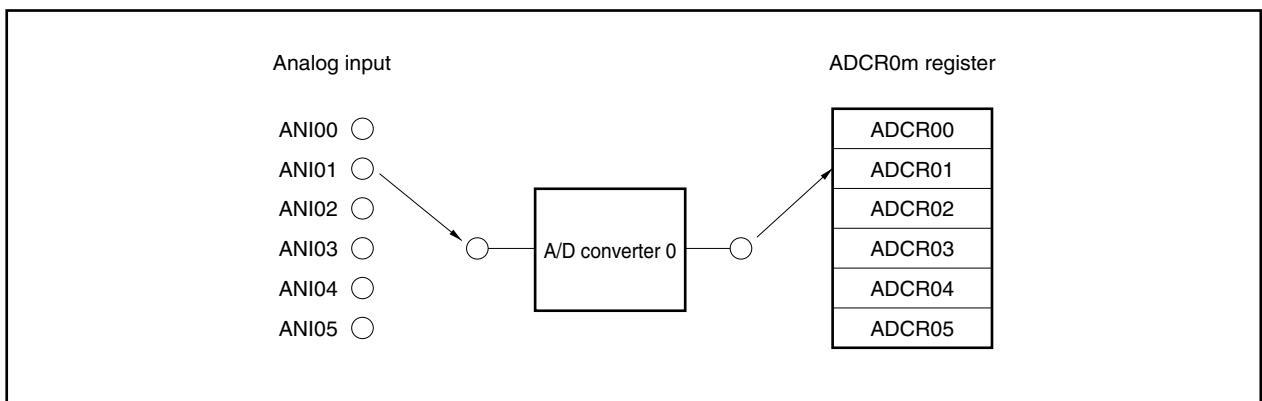 Analog input
ADCR0m register
ANI00
ADCR00
ANI01
ADCR01
ANI02
ADCR02
ANI03
A/D converter 0
ADCR03
ANI04
ADCR04
ANI05
ADCR05